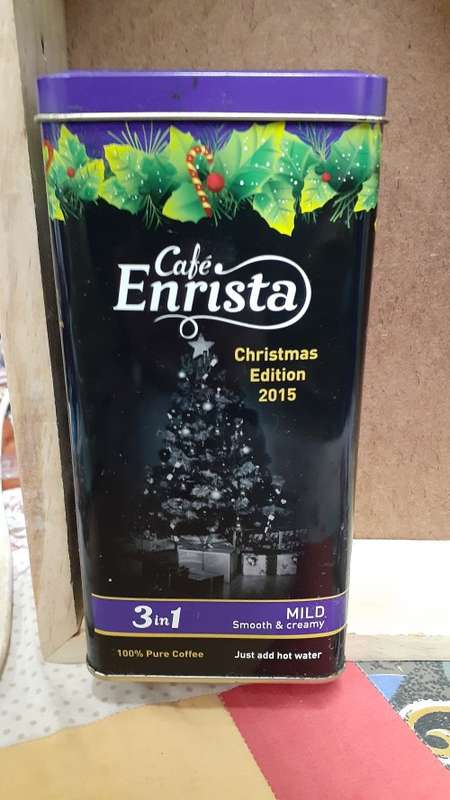 Café
Enrista
Christmas
Edition
2015
3in1
MILD
Smooth & creamy
100% Pure Coffee
Just add hot water